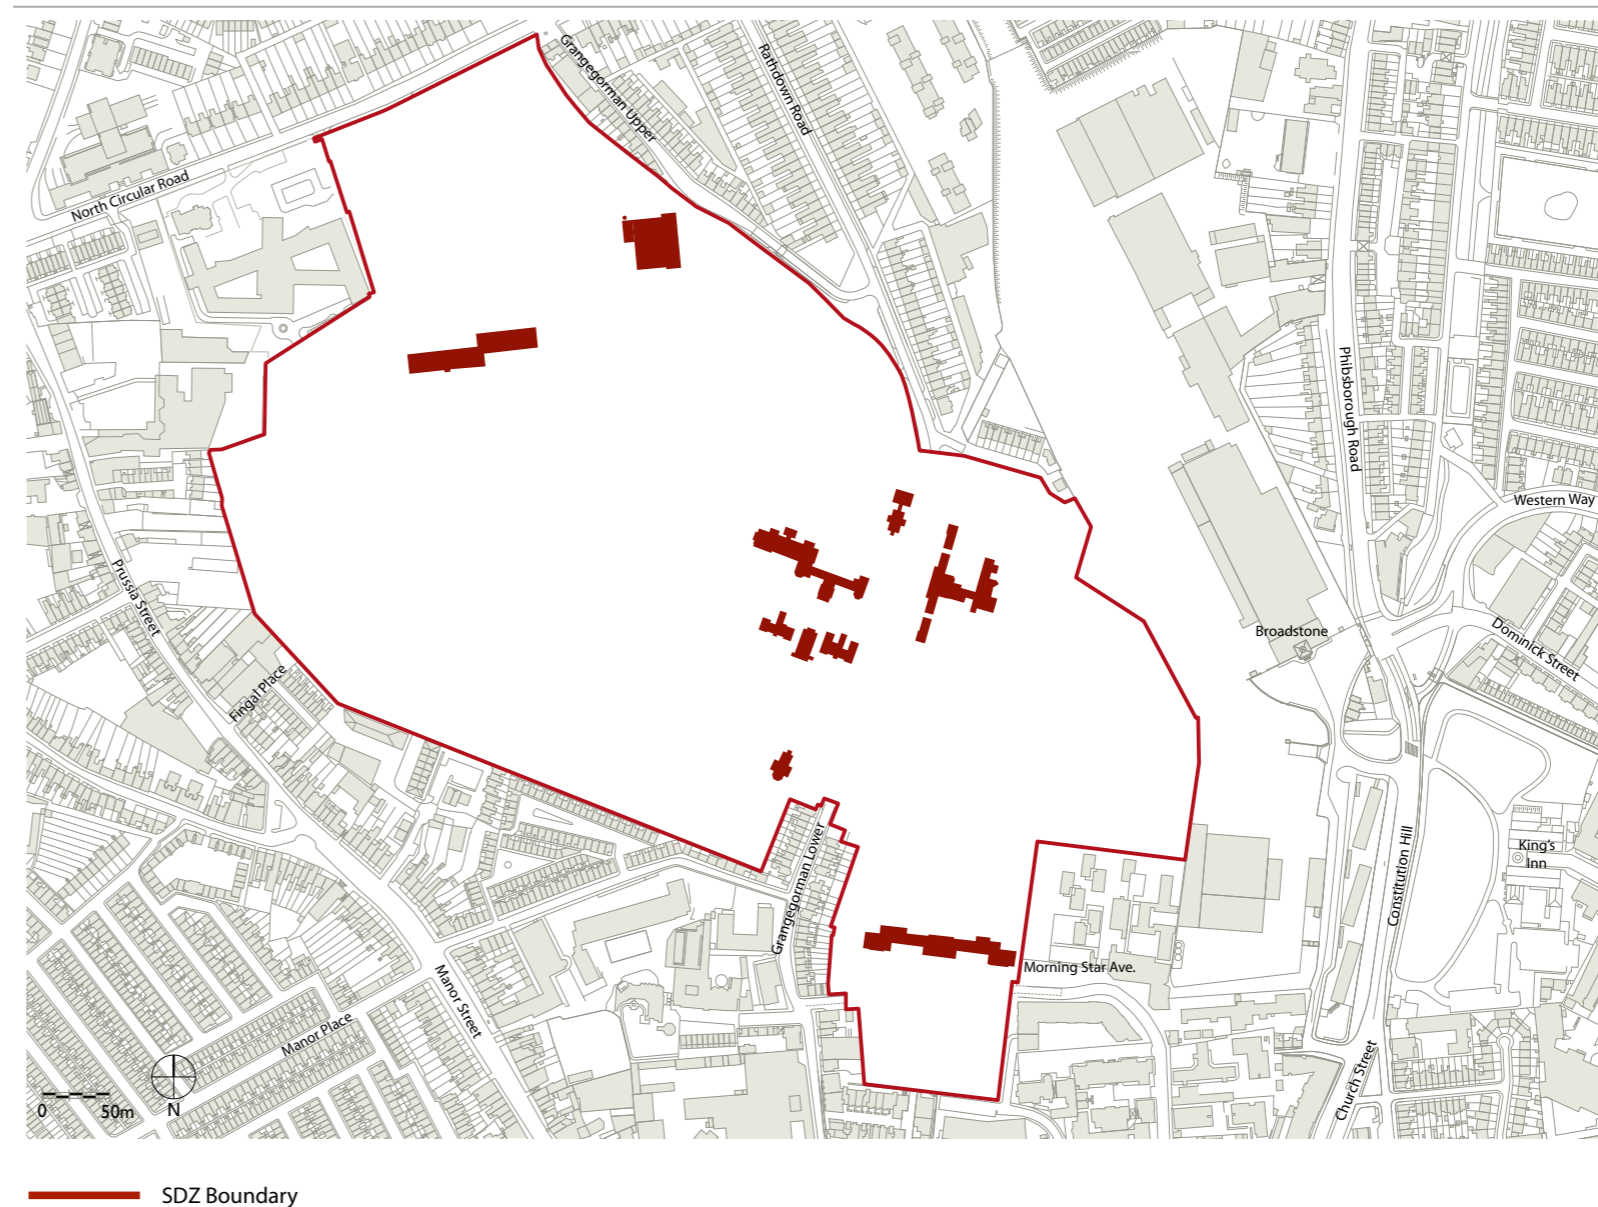 Grangegorman Upper
Rathdown Road
North Circular Road
Phibsborough Road
Western Way
Prussia Street
Broadstone
Dominick Street
Fingal Place
Grangegorman Lower
Constitution Hill
King's
Inn
Morning Star Ave.
Manor Street
Manor Place
Church Street
0 50m
N
SDZ Boundary